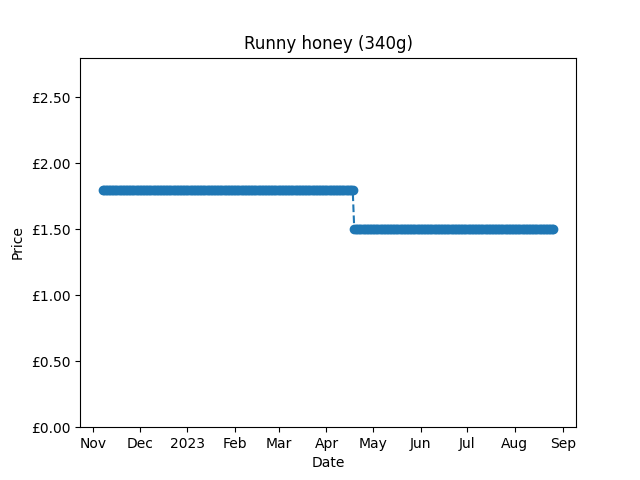 Runny honey (340g)
£2.50
£2.00
£1.50
£1.00
£0.50
£0.00
Price
Nov Dec 2023 Feb Mar Apr May Jun Jul Aug Sep
Date